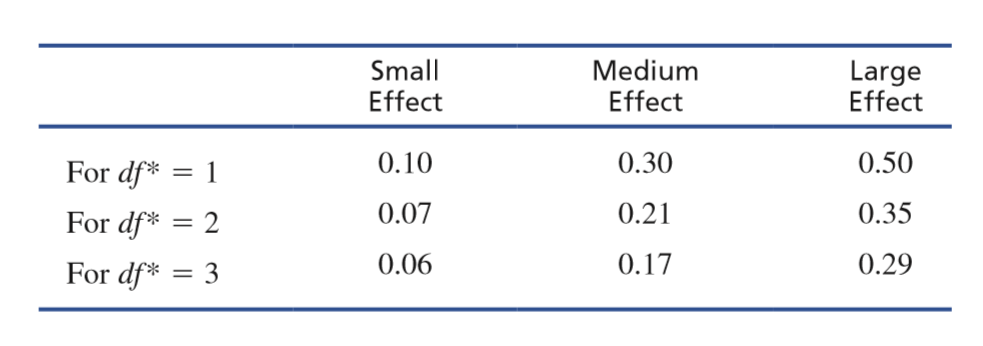 Small Effect Medium Effect Large Effect
For df* = 1 0.10 0.30 0.50
For df* = 2 0.07 0.21 0.35
For df* = 3 0.06 0.17 0.29